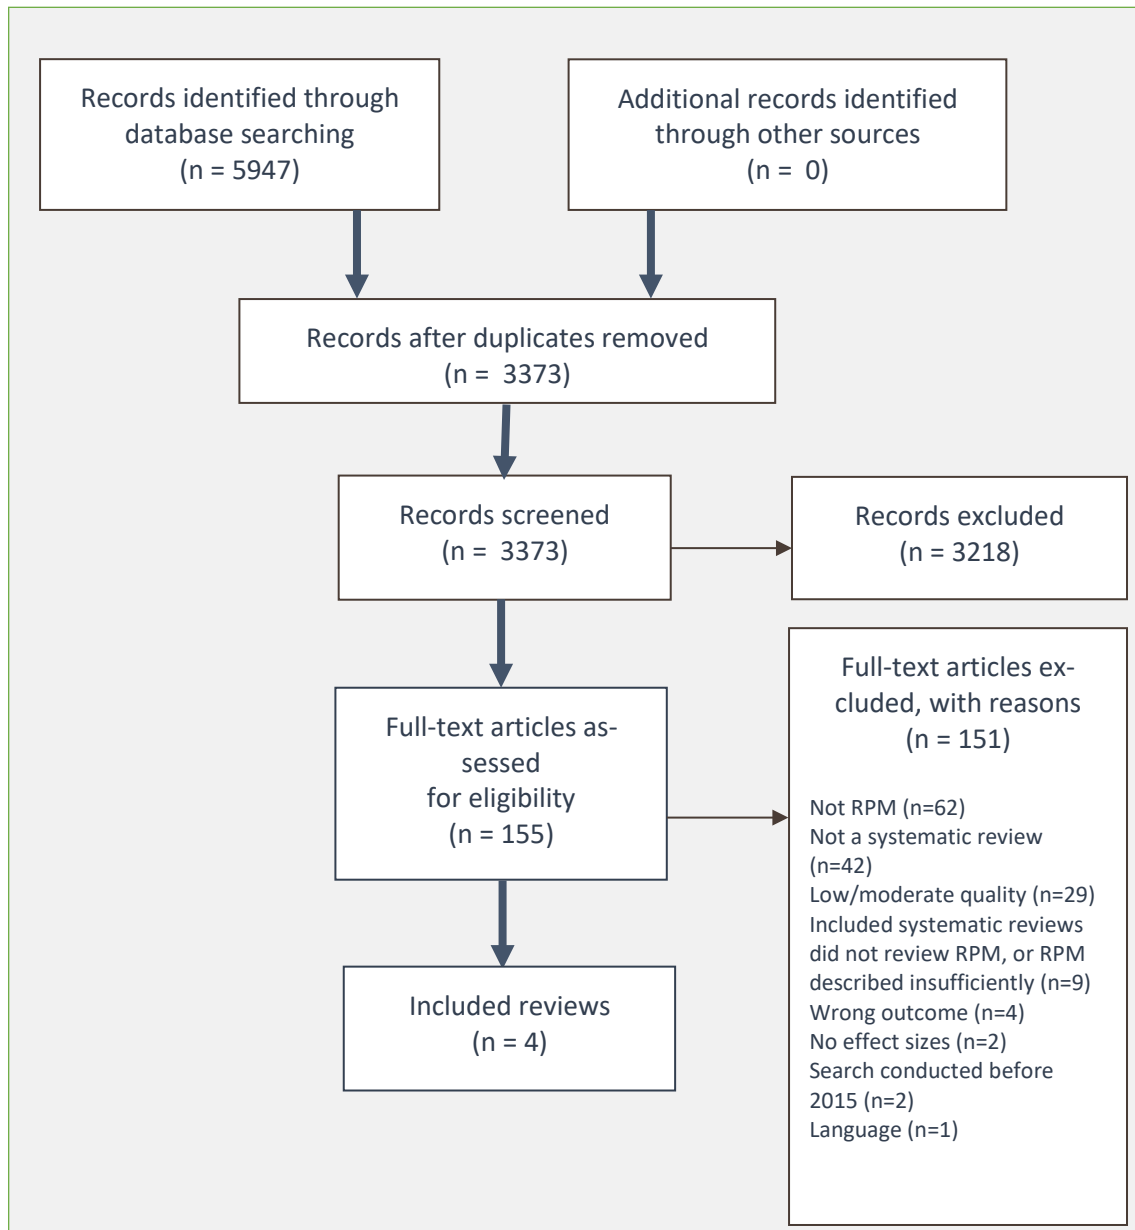 Records identified through
database searching
(n = 5947)
Additional records identified
through other sources
(n =  0)
Records after duplicates removed
(n =  3373)
Records screened
(n =  3373)
Records excluded
(n = 3218)
Full-text articles as-
sessed
for eligibility
(n = 155)
Full-text articles ex-
cluded, with reasons
(n = 151)
Not RPM (n=62)
Not a systematic review
(n=42)
Low/moderate quality (n=29)
Included systematic reviews
did not review RPM, or RPM
described insufficiently (n=9)
Wrong outcome (n=4)
No effect sizes (n=2)
Search conducted before
2015 (n=2)
Language (n=1)
Included reviews
(n = 4)